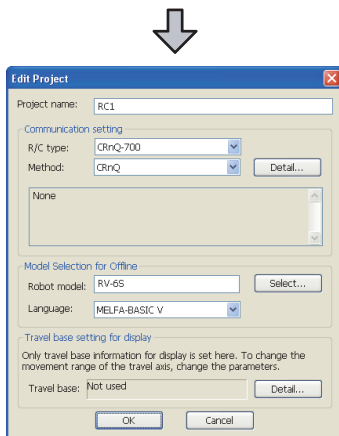 Edit Project
Project name: RC1
Communication setting
R/C type: CRnQ-700
Method: CRnQ Detail...
None
Model Selection for Offline
Robot model: RV-6S Select...
Language: MELFA-BASIC V
Travel base setting for display
Only travel base information for display is set here. To change the
movement range of the travel axis, change the parameters.
Travel base: Not used Detail...
OK Cancel